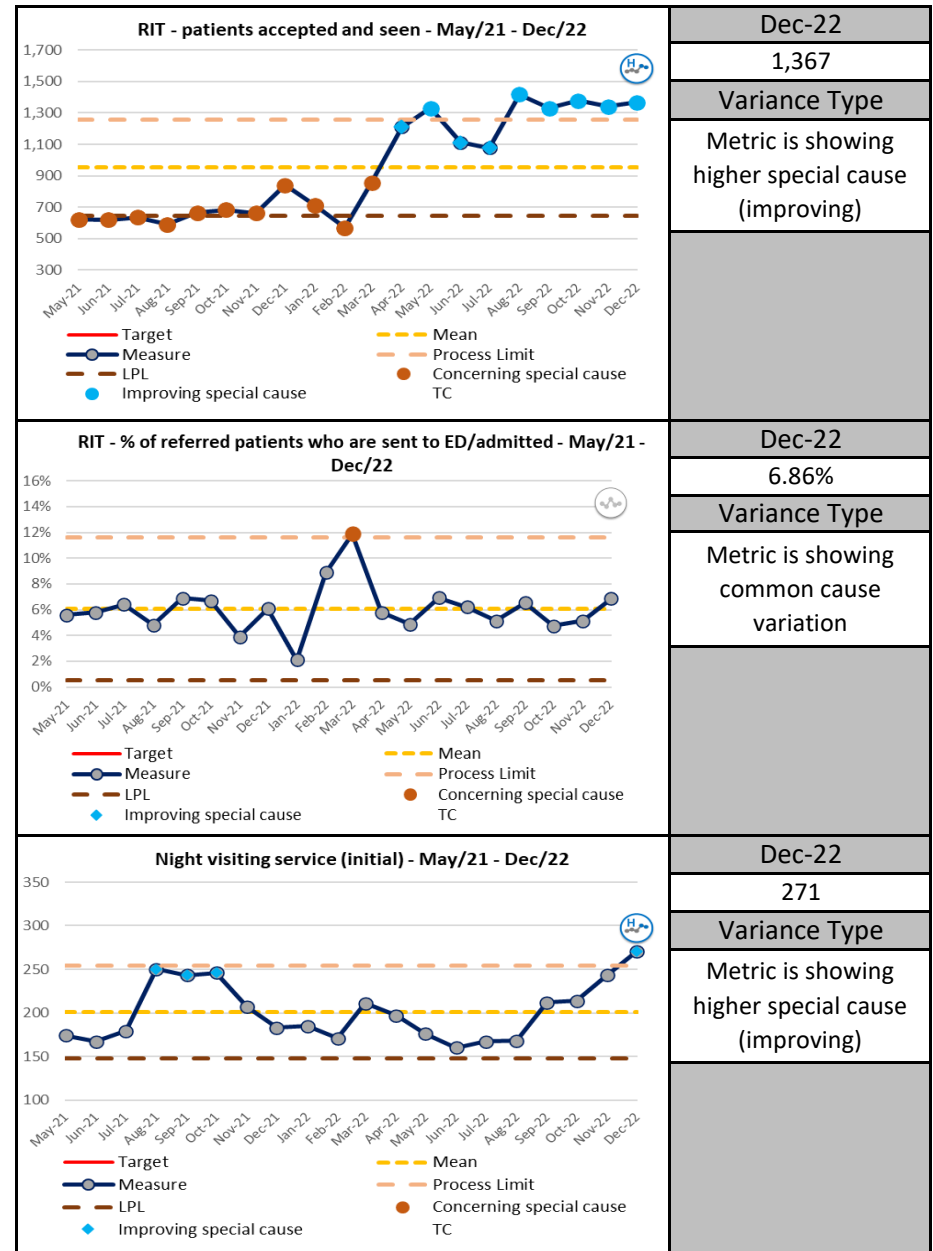 RIT - patients accepted and seen - May/21 - Dec/22
1,700
1,500
1,300
1,100
900
700
500
300
May-21 Jun-21 Jul-21 Aug-21 Sep-21 Oct-21 Nov-21 Dec-21 Jan-22 Feb-22 Mar-22 Apr-22 May-22 Jun-22 Jul-22 Aug-22 Sep-22 Oct-22 Nov-22 Dec-22
Target Mean
Measure Process Limit
LPL Concerning special cause
Improving special cause TC
H
Dec-22
1,367
Variance Type
Metric is showing
higher special cause
(improving)
RIT - % of referred patients who are sent to ED/admitted - May/21 -
Dec/22
16%
14%
12%
10%
8%
6%
4%
2%
0%
May-21 Jun-21 Jul-21 Aug-21 Sep-21 Oct-21 Nov-21 Dec-21 Jan-22 Feb-22 Mar-22 Apr-22 May-22 Jun-22 Jul-22 Aug-22 Sep-22 Oct-22 Nov-22 Dec-22
Target Mean
Measure Process Limit
LPL Concerning special cause
Improving special cause TC
Dec-22
6.86%
Variance Type
Metric is showing
common cause
variation
Night visiting service (initial) - May/21 - Dec/22
350
300
250
200
150
100
May-21 Jun-21 Jul-21 Aug-21 Sep-21 Oct-21 Nov-21 Dec-21 Jan-22 Feb-22 Mar-22 Apr-22 May-22 Jun-22 Jul-22 Aug-22 Sep-22 Oct-22 Nov-22 Dec-22
Target Mean
Measure Process Limit
LPL Concerning special cause
Improving special cause TC
H
Dec-22
271
Variance Type
Metric is showing
higher special cause
(improving)